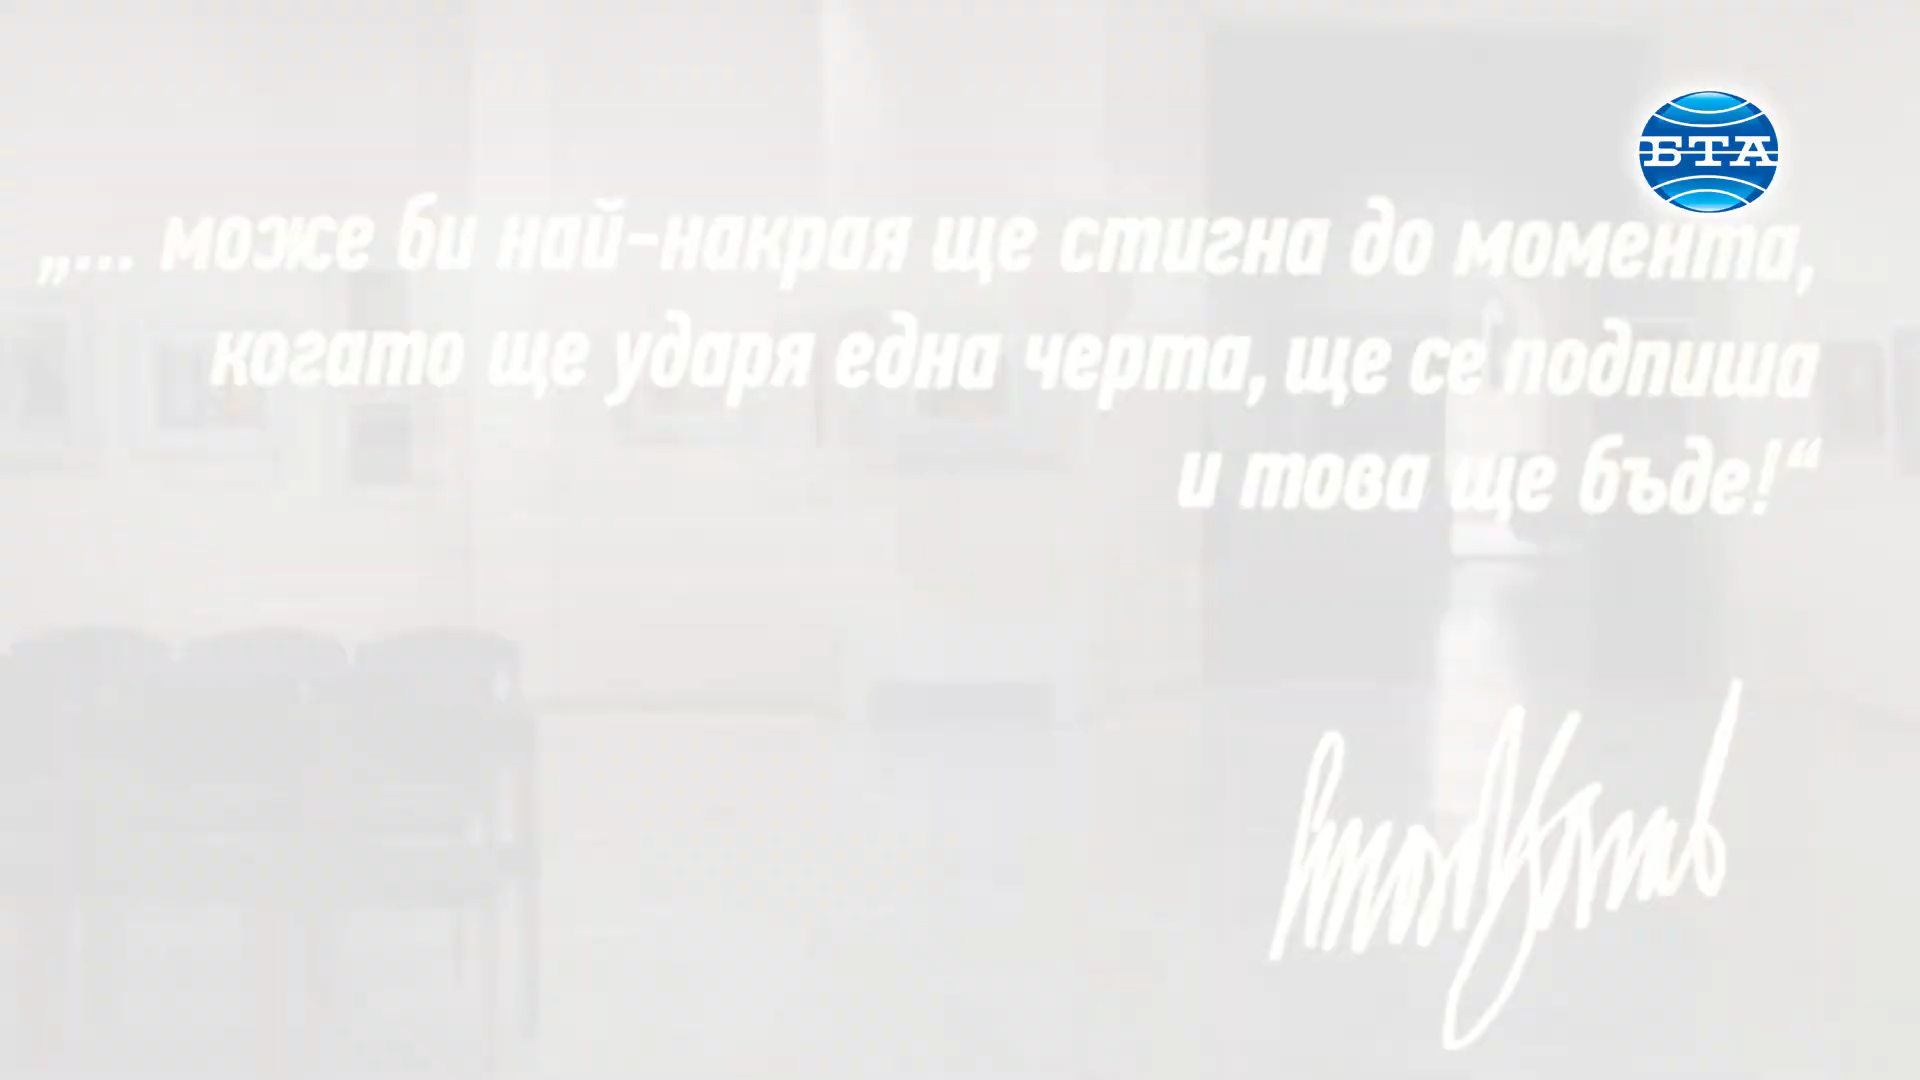 БТА
„... може би най-накрая ще стигна до момента,
когато ще ударя една черта, ще се подпиша
и това ще бъде!“